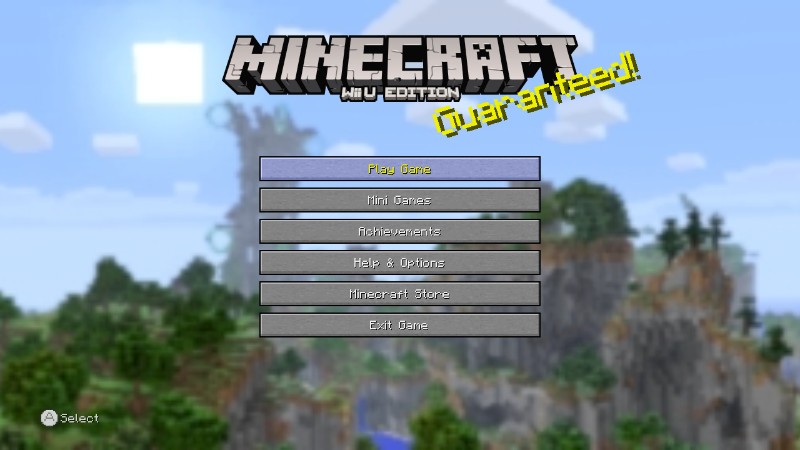 MINECRAFT
Wii U EDITION
Guaranteed!
Play Game
Mini Games
Achievements
Help & Options
Minecraft Store
Exit Game
A Select